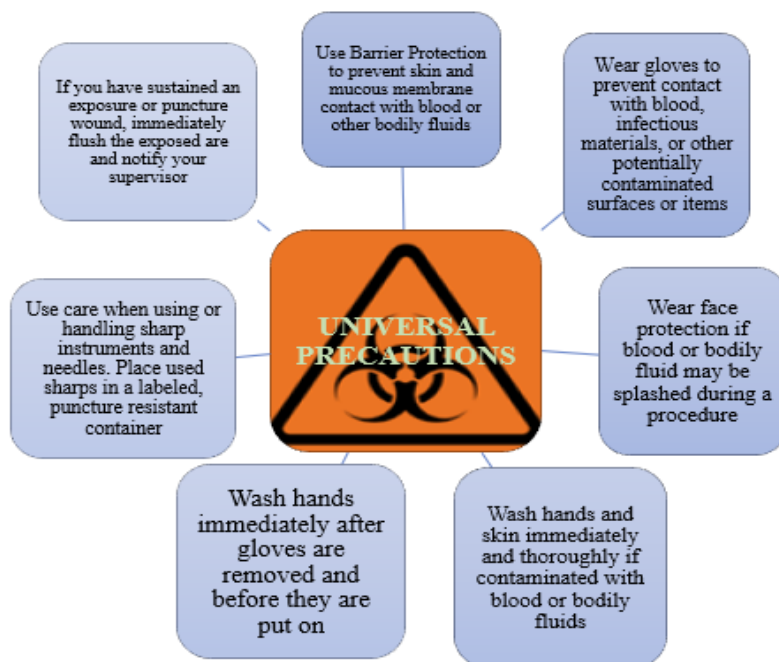 Use Barrier Protection
to prevent skin and
mucous membrane
contact with blood or
other bodily fluids
Wear gloves to
prevent contact
with blood,
infectious
materials, or other
potentially
contaminated
surfaces or items
Wear face
protection if
blood or bodily
fluid may be
splashed during a
procedure
Wash hands and
skin immediately
and thoroughly if
contaminated with
blood or bodily
fluids
Wash hands
immediately after
gloves are
removed and
before they are
put on
Use care when using or
handling sharp
instruments and
needles. Place used
sharps in a labeled,
puncture resistant
container
If you have sustained an
exposure or puncture
wound, immediately
flush the exposed are
and notify your
supervisor
UNIVERSAL
PRECAUTIONS